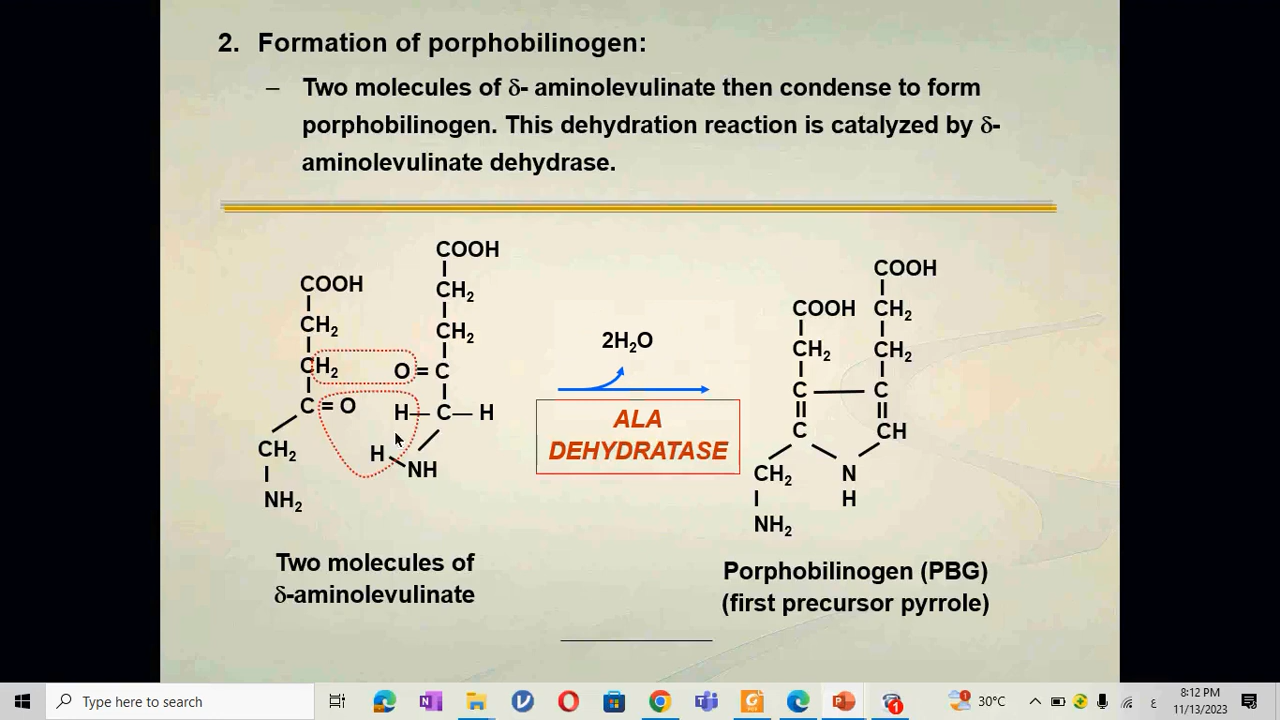 2. Formation of porphobilinogen:
– Two molecules of δ- aminolevulinate then condense to form
porphobilinogen. This dehydration reaction is catalyzed by δ-
aminolevulinate dehydrase.
COOH
CH₂
CH₂
C = O
CH₂
NH₂
COOH
CH₂
CH₂
O = C
H — C — H
H
NH
Two molecules of
δ-aminolevulinate
2H₂O
ALA
DEHYDRATASE
COOH
CH₂
C
C
CH₂
NH₂
COOH
CH₂
CH₂
C
CH
N
H
Porphobilinogen (PBG)
(first precursor pyrrole)
Type here to search
1
1
30°C
ع
8:12 PM
11/13/2023